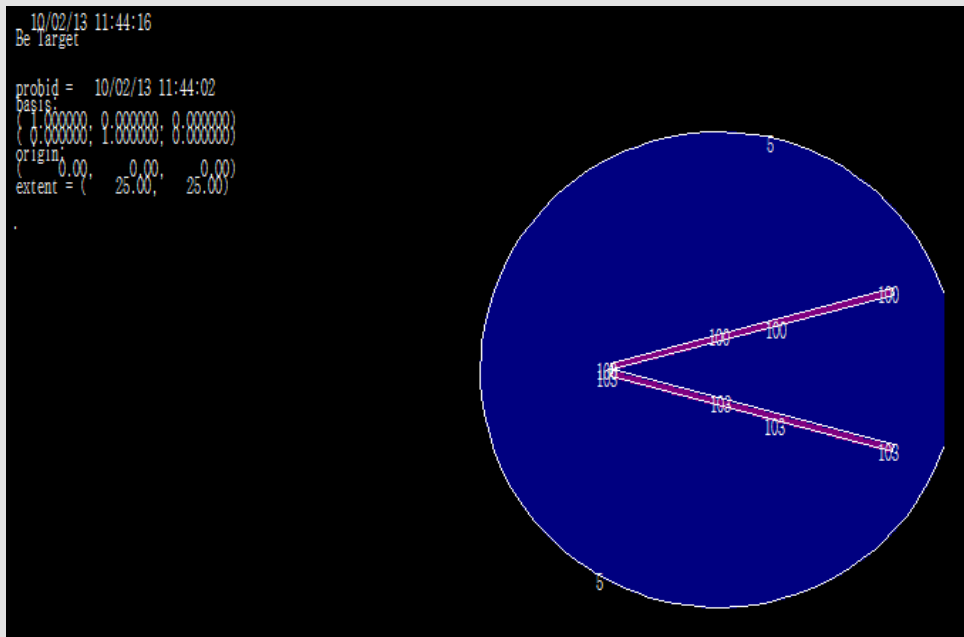 10/02/13 11:44:16
Be Target
probid = 10/02/13 11:44:02
basis:
( 1.000000, 0.000000, 0.000000)
( 0.000000, 1.000000, 0.000000)
origin:
( 0.00, 0.00, 0.00)
extent = ( 25.00, 25.00)
5
100
100
100
103
103
103
103
5